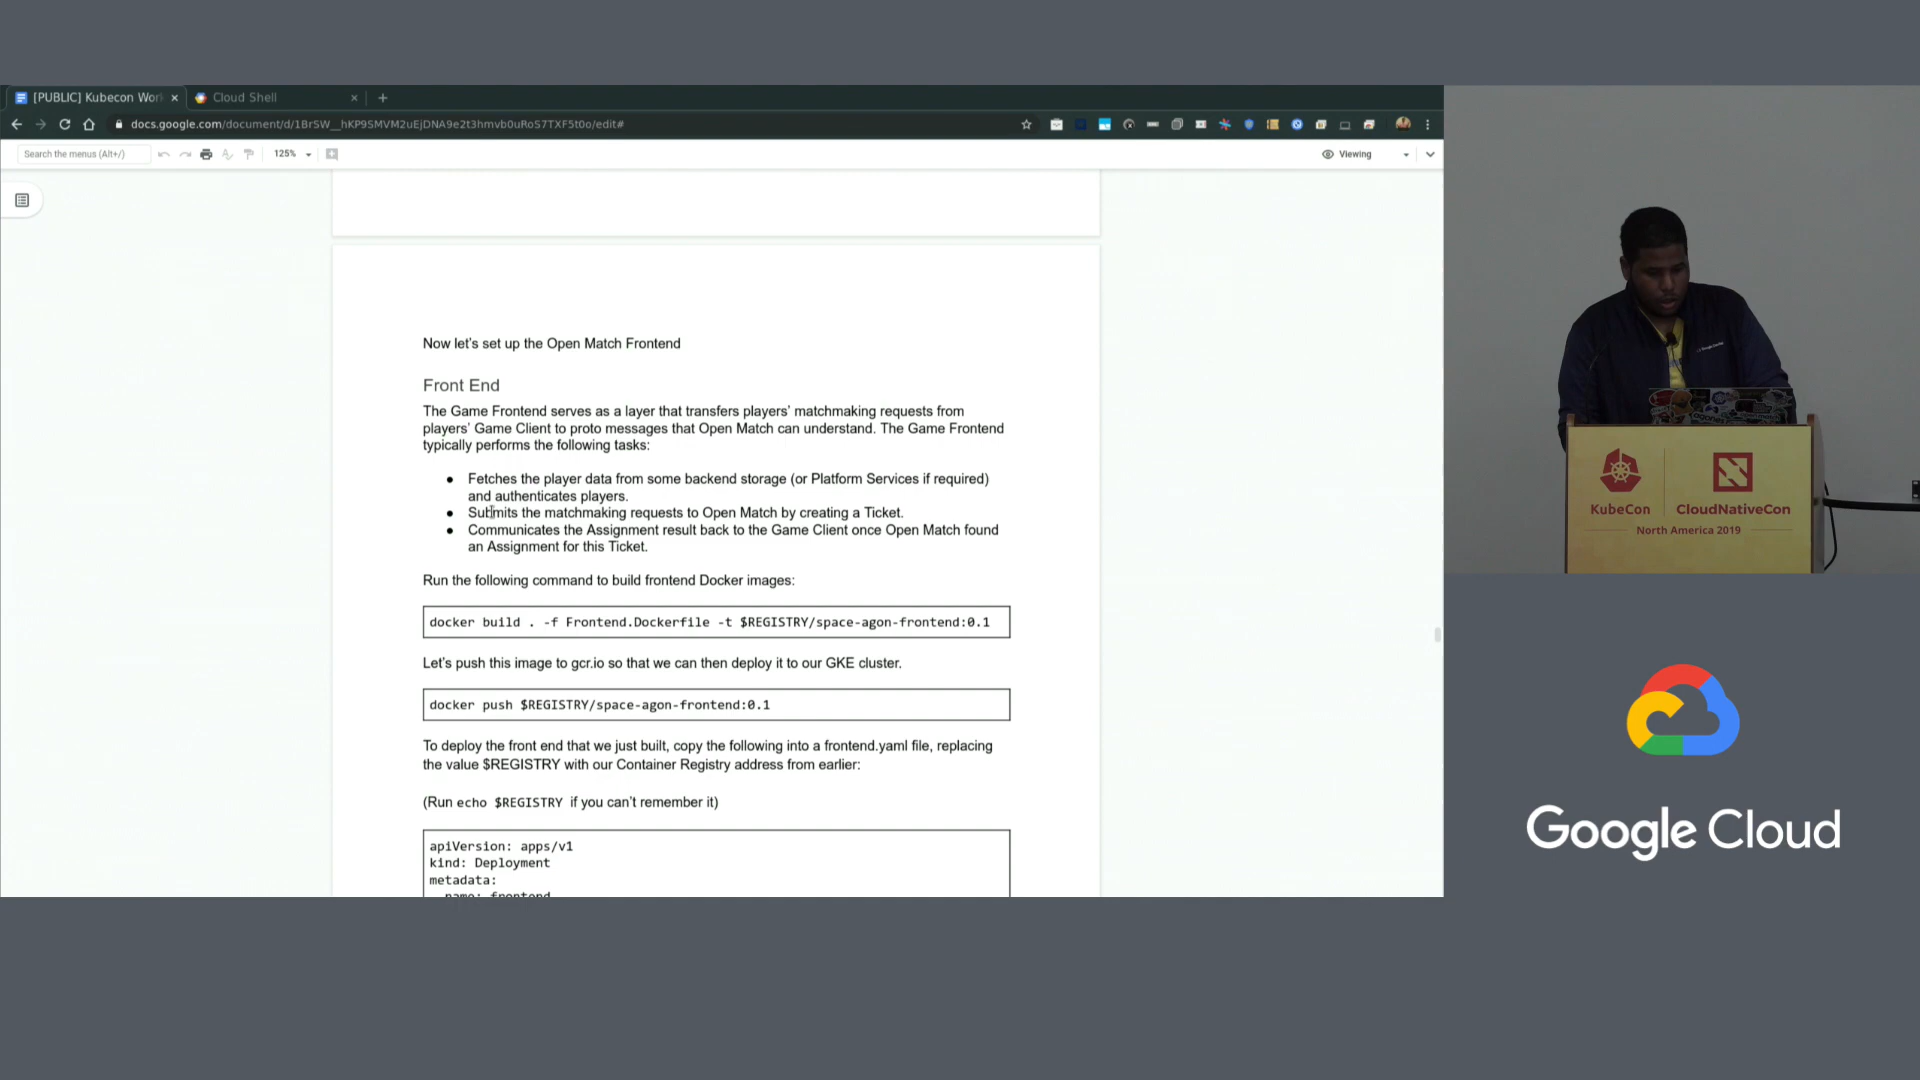 [PUBLIC] Kubecon Wor
Cloud Shell
docs.google.com/document/d/1BrSW__hKP9SMVM2uEjDNA9e2t3hmvb0uRoS7TXF5t0o/edit#
Search the menus (Alt+/)
125%
Viewing
Now let's set up the Open Match Frontend
Front End
The Game Frontend serves as a layer that transfers players' matchmaking requests from
players' Game Client to proto messages that Open Match can understand. The Game Frontend
typically performs the following tasks:
● Fetches the player data from some backend storage (or Platform Services if required)
and authenticates players.
● Submits the matchmaking requests to Open Match by creating a Ticket.
● Communicates the Assignment result back to the Game Client once Open Match found
an Assignment for this Ticket.
Run the following command to build frontend Docker images:
docker build . -f Frontend.Dockerfile -t $REGISTRY/space-agon-frontend:0.1
Let's push this image to gcr.io so that we can then deploy it to our GKE cluster.
docker push $REGISTRY/space-agon-frontend:0.1
To deploy the front end that we just built, copy the following into a frontend.yaml file, replacing
the value $REGISTRY with our Container Registry address from earlier:
(Run echo $REGISTRY if you can't remember it)
apiVersion: apps/v1
kind: Deployment
metadata:
name: frontend
KubeCon
CloudNativeCon
North America 2019
Google Cloud